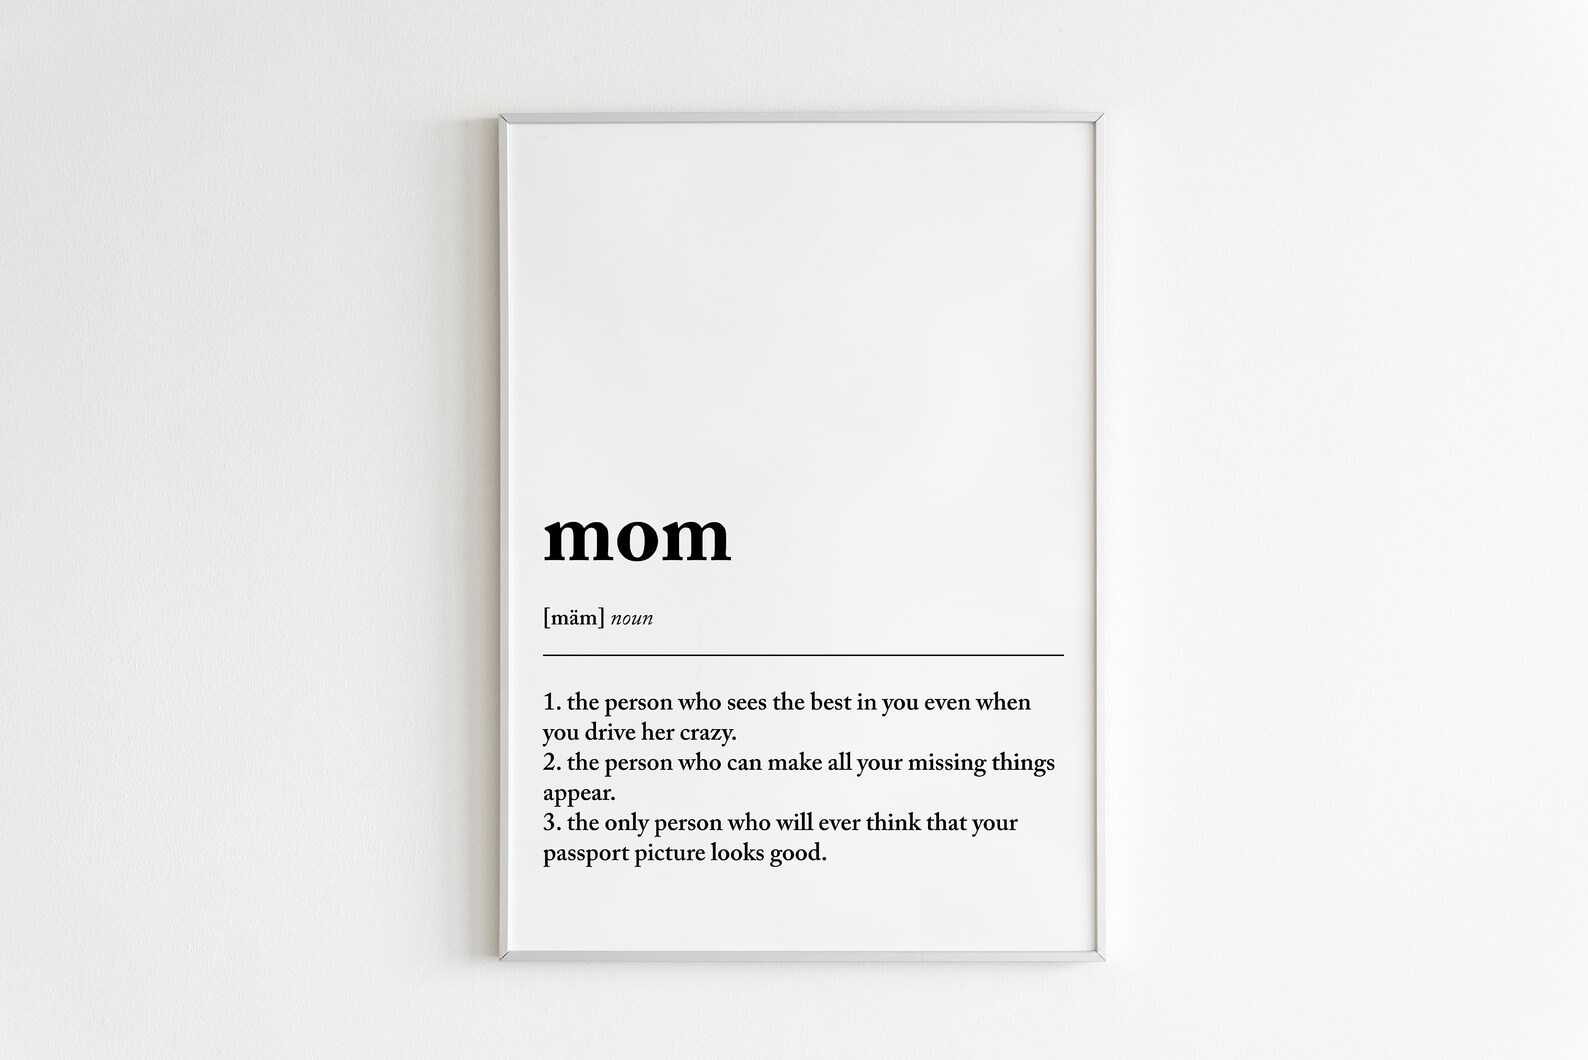 mom
[mäm] noun
1. the person who sees the best in you even when
you drive her crazy.
2. the person who can make all your missing things
appear.
3. the only person who will ever think that your
passport picture looks good.